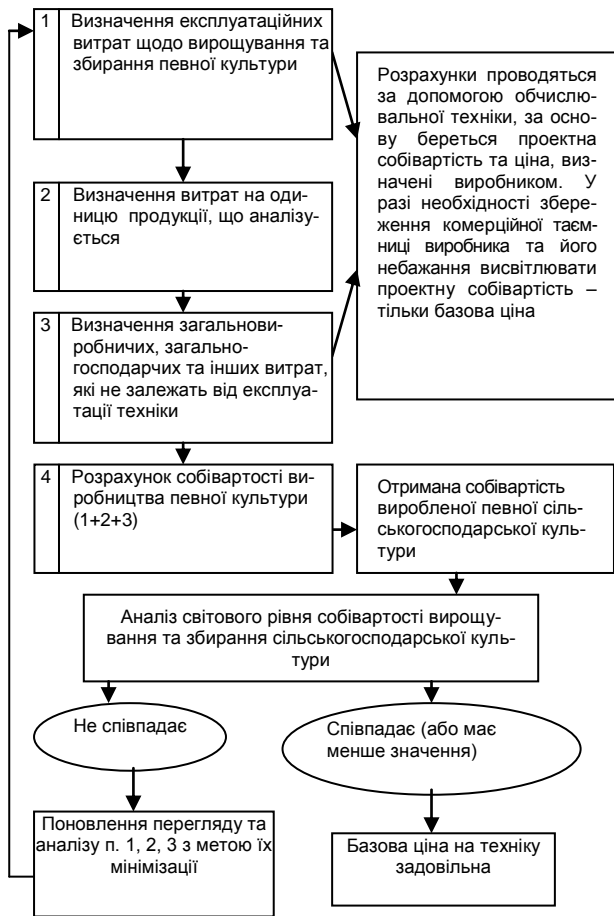 1
Визначення експлуатаційних
витрат щодо вирощування та
збирання певної культури
Розрахунки проводяться
за допомогою обчислю-
вальної техніки, за осно-
ву береться проектна
собівартість та ціна, виз-
начені виробником. У
разі необхідності збере-
ження комерційної таєм-
ниці виробника та його
небажання висвітлювати
проектну собівартість –
тільки базова ціна
2
Визначення витрат на оди-
ницю продукції, що аналізу-
ється
3
Визначення загальнови-
робничих, загально-
господарчих та інших витрат,
які не залежать від експлуа-
тації техніки
4
Розрахунок собівартості ви-
робництва певної культури
(1+2+3)
Отримана собівартість
виробленої певної сіль-
ськогосподарської куль-
тури
Аналіз світового рівня собівартості вирощу-
вання та збирання сільськогосподарської куль-
тури
Не співпадає
Співпадає (або має
менше значення)
Поновлення перегляду та
аналізу п. 1, 2, 3 з метою їх
мінімізації
Базова ціна на техніку
задовільна